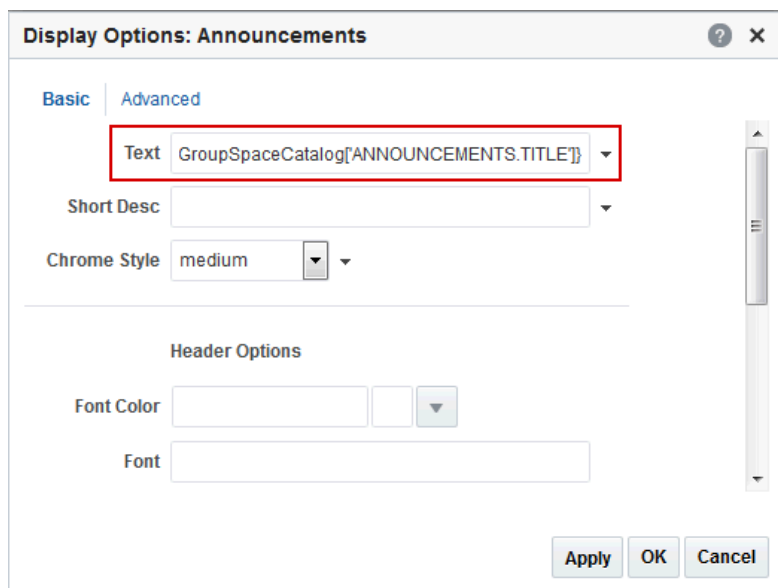 Display Options: Announcements ?
Basic Advanced
Text GroupSpaceCatalog['ANNOUNCEMENTS.TITLE']}
Short Desc
Chrome Style medium
Header Options
Font Color
Font
Apply OK Cancel